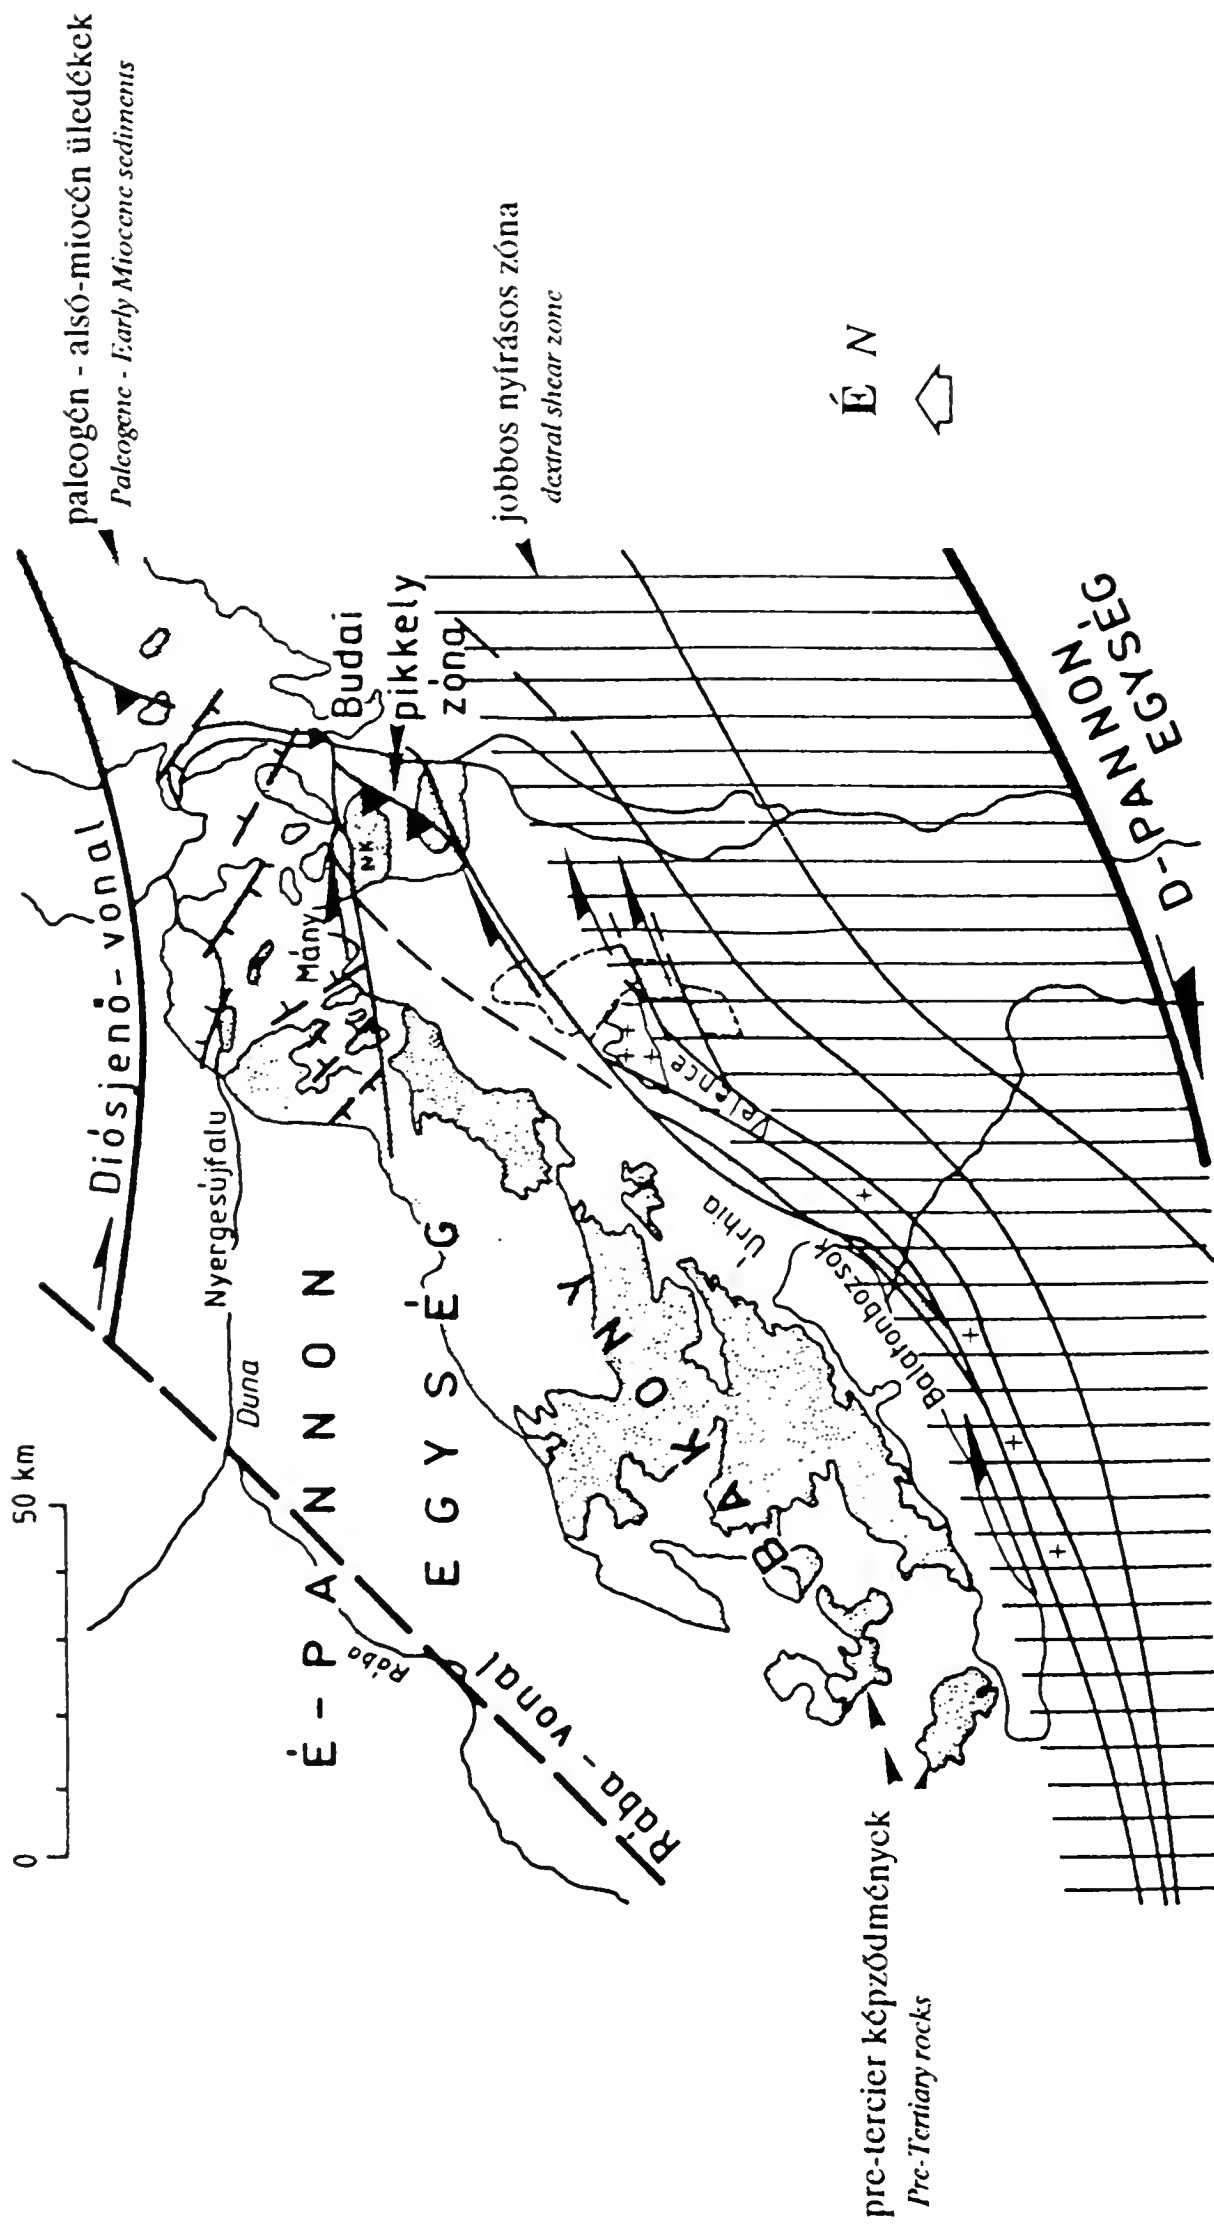 0 50 km
paleogén - alsó-miocén üledékek
Paleogene - Early Miocene sediments
Diósjenő - vonal
Nyergesújfalu
Duna
É - PANNON
EGYSÉG
Rába
Rába - vonal
Mány
NK
Budai
pikkely
zóna
jobbos nyírásos zóna
dextral shear zone
É N
BAKONY
Úrhida
Velence
Balatonbozsok
D-PANNON
EGYSÉG
pre-tercier képződmények
Pre-Tertiary rocks